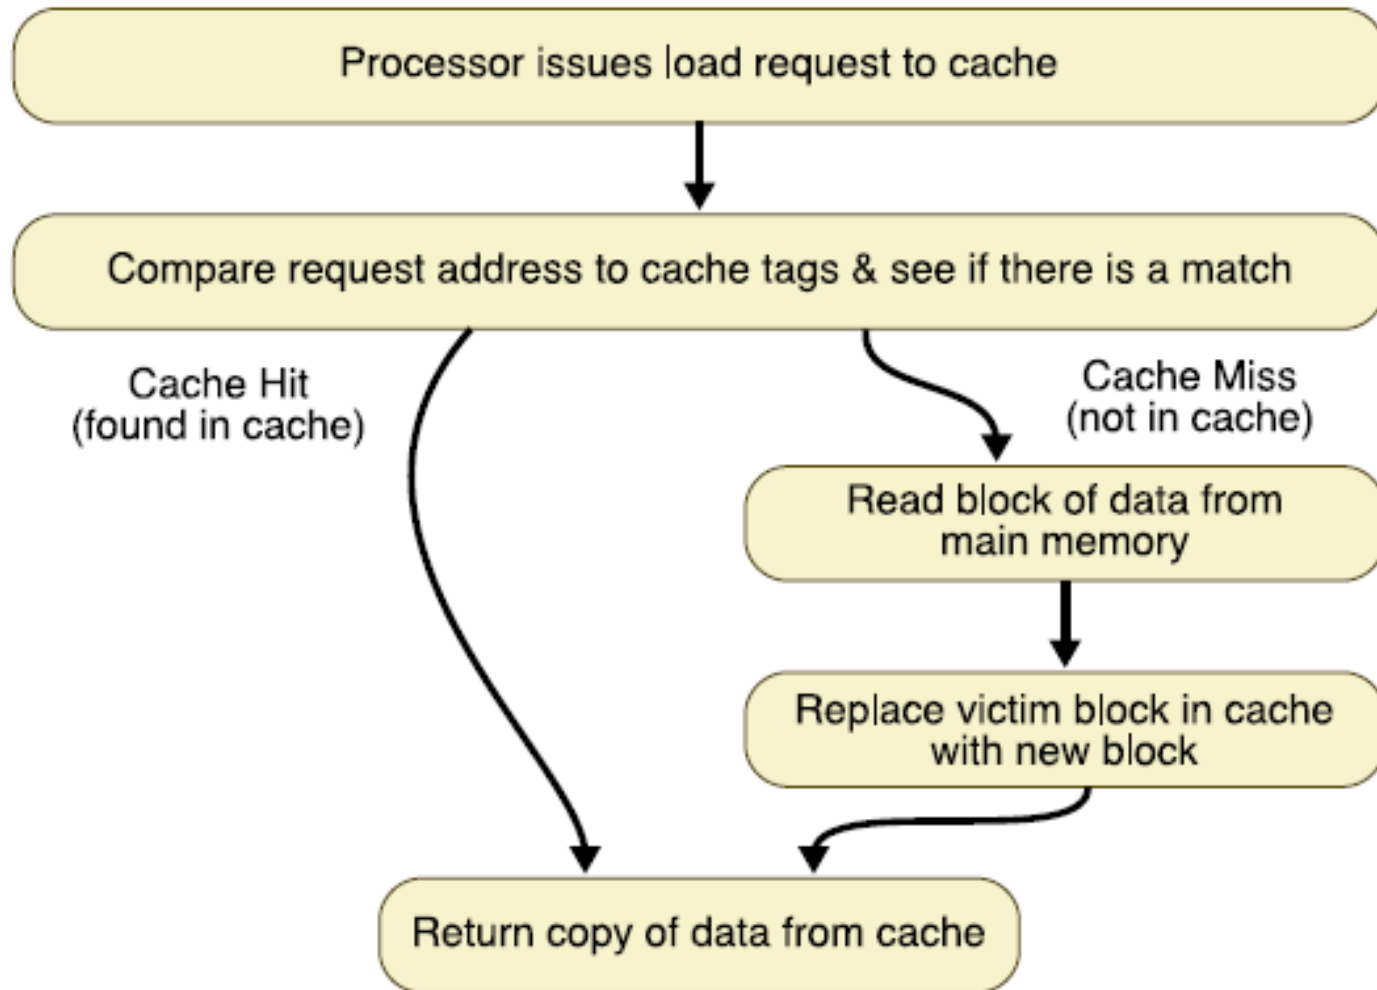 Processor issues load request to cache
Compare request address to cache tags & see if there is a match
Cache Hit
(found in cache)
Cache Miss
(not in cache)
Read block of data from
main memory
Replace victim block in cache
with new block
Return copy of data from cache